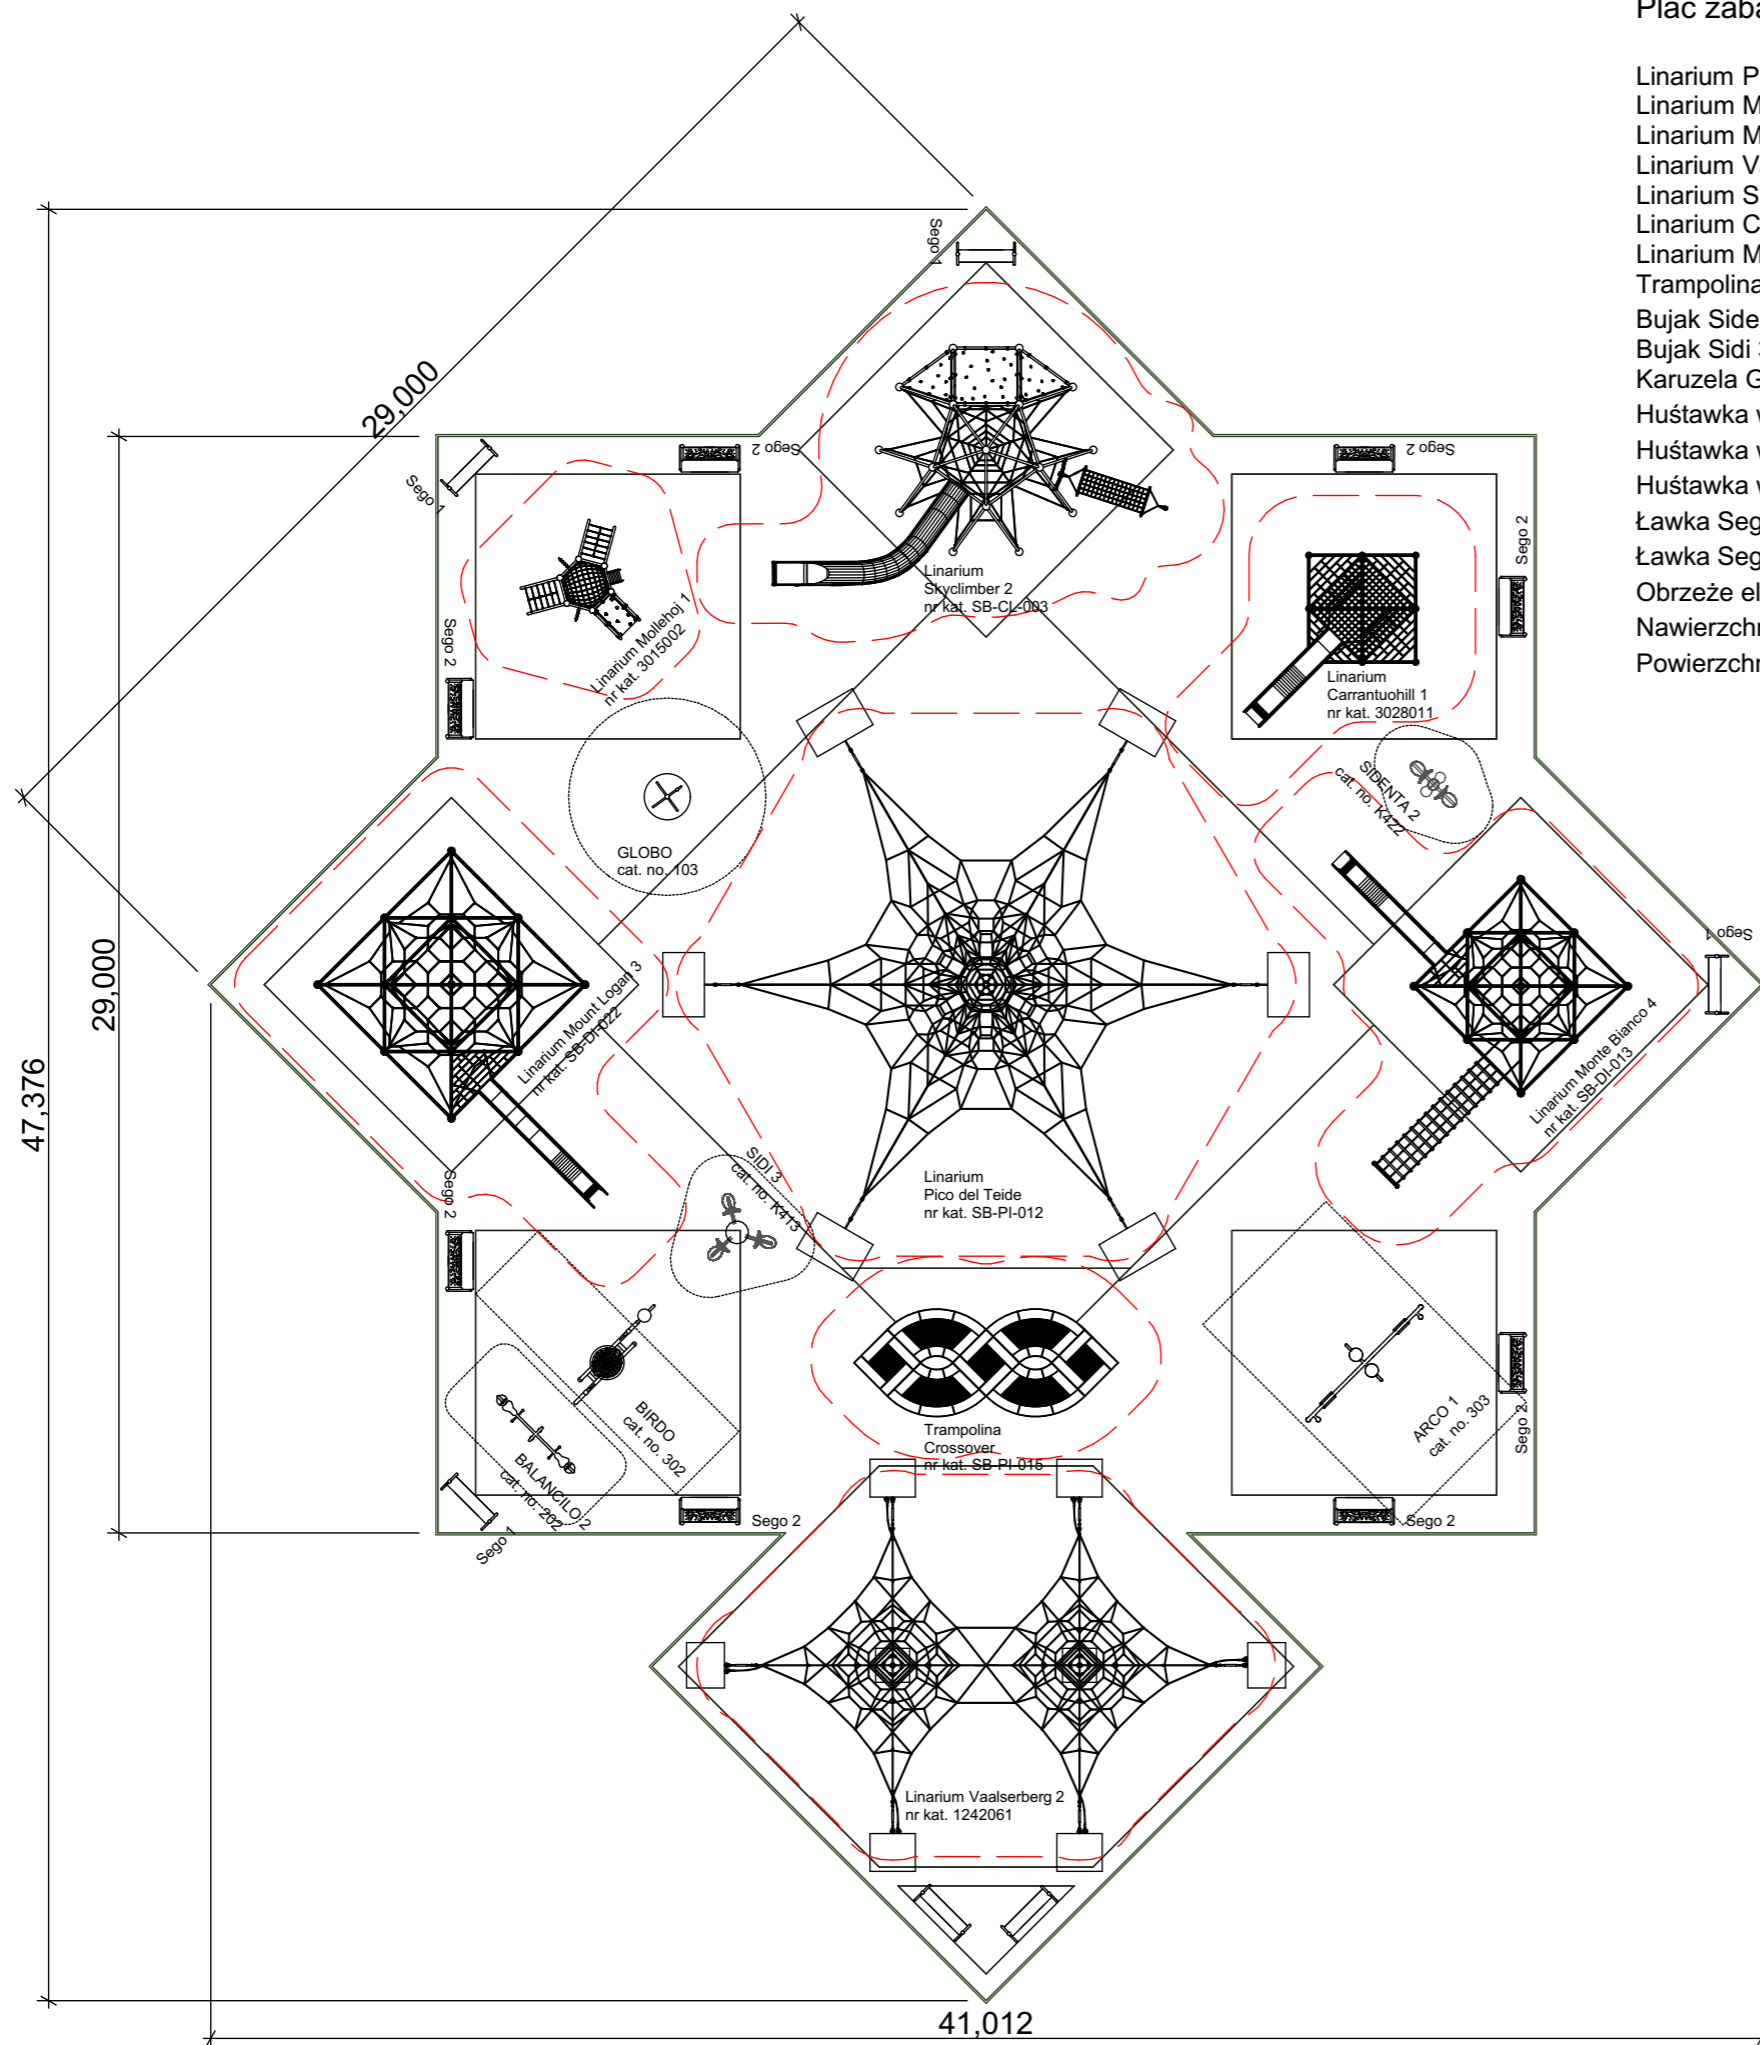 Plac zaba
Linarium P
Linarium M
Linarium M
Linarium V
Linarium S
Linarium C
Linarium M
Trampolina
Bujak Side
Bujak Sidi
Karuzela G
Huśtawka w
Huśtawka w
Huśtawka w
Ławka Seg
Ławka Seg
Obrzeże el
Nawierzchn
Powierzchn
29,000
29,000
47,376
41,012
Sego 1
Sego 2
Sego 2
Sego 1
Sego 2
Sego 2
Linarium
Skyclimber 2
nr kat. SB-CL-003
Linarium Mollehoj 1
nr kat. 3015002
Linarium
Carrantuohill 1
nr kat. 3028011
SIDENTA 2
cat. no. K422
GLOBO
cat. no. 103
Sego 1
Linarium Mount Logan 3
nr kat. SB-DI-022
Linarium Monte Bianco 4
nr kat. SB-DI-013
SIDI 3
cat. no. K413
Linarium
Pico del Teide
nr kat. SB-PI-012
Sego 2
BIRDO
cat. no. 302
BALANCILO 2
cat. no. 202
Trampolina
Crossover
nr kat. SB-PI-015
ARCO 1
cat. no. 303
Sego 2
Sego 1
Sego 2
Sego 2
Linarium Vaalserberg 2
nr kat. 1242061